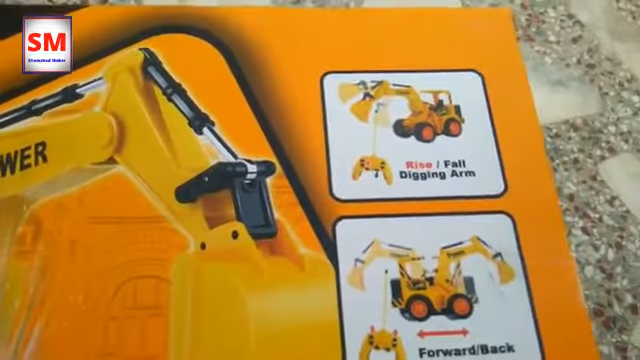 SM
Shamshad Maker
WER
Rise / Fall
Digging Arm
Forward/Back